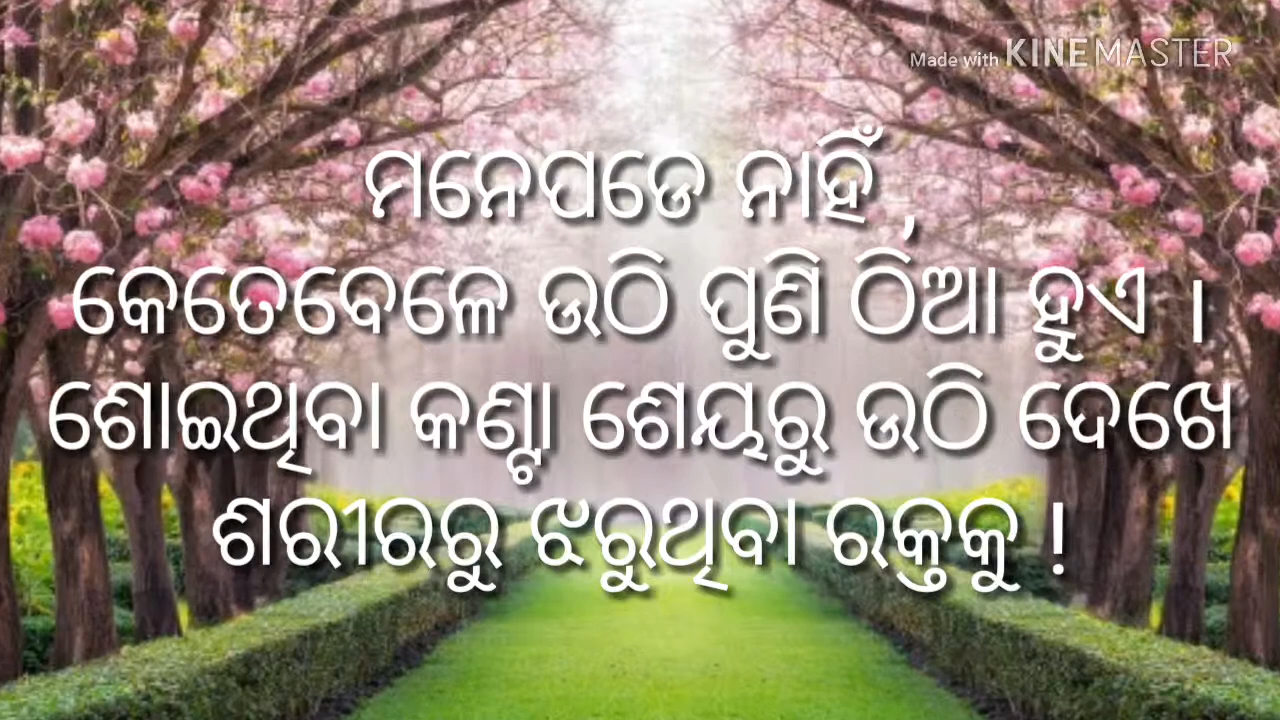 Made with KINEMASTER
ମନେପଡେ ନାହିଁ ,
କେତେବେଳେ ଉଠି ପୁଣି ଠିଆ ହୁଏ ।
ଶୋଇଥିବା କଣ୍ଟା ଶେଯରୁ ଉଠି ଦେଖେ
ଶରୀରରୁ ଝରୁଥିବା ରକ୍ତକୁ !